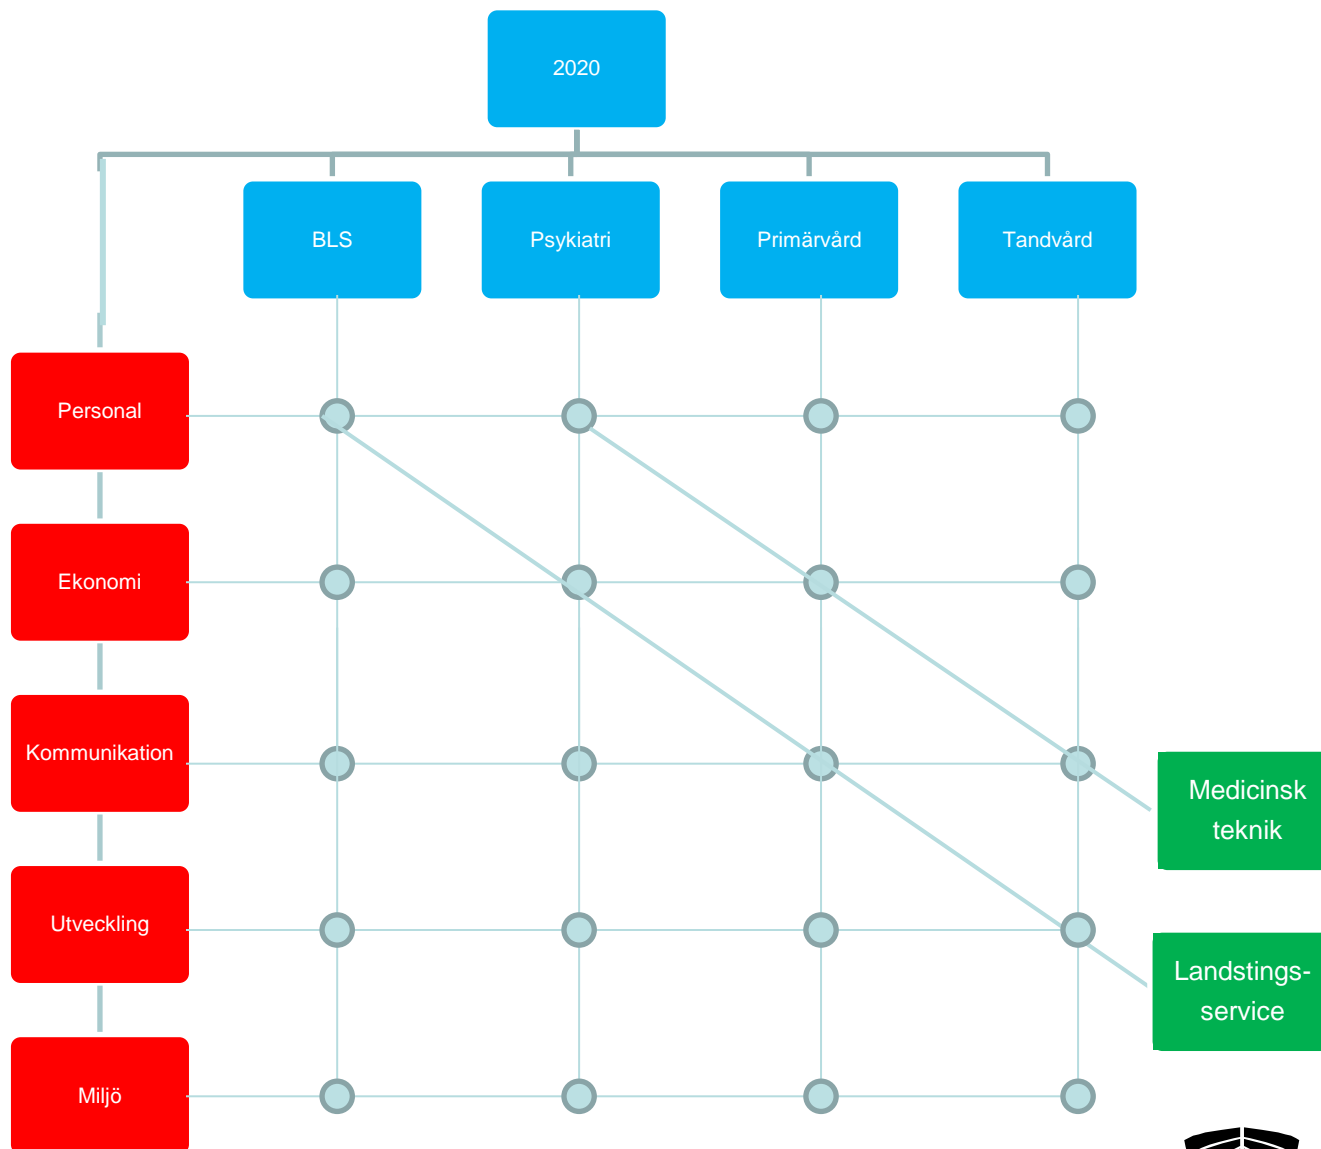 2020
BLS
Psykiatri
Primärvård
Tandvård
Personal
Ekonomi
Kommunikation
Medicinsk
teknik
Utveckling
Landstings-
service
Miljö